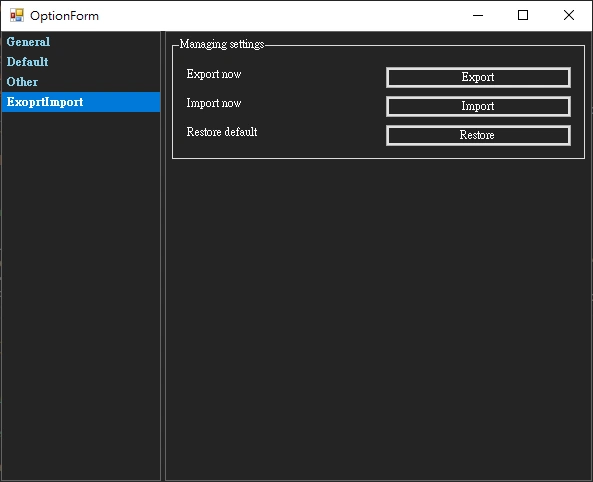 OptionForm
General
Default
Other
ExoprtImport
Managing settings
Export now
Export
Import now
Import
Restore default
Restore